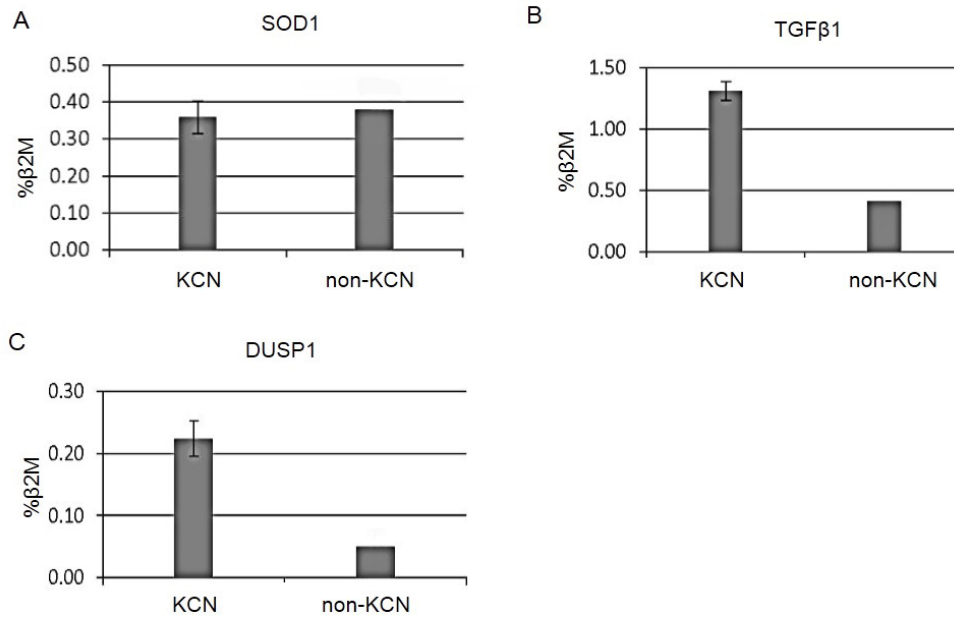 A
SOD1
0.50
0.40
0.30
0.20
0.10
0.00
%β2M
KCN
non-KCN
B
TGFβ1
1.50
1.00
0.50
0.00
%β2M
KCN
non-KCN
C
DUSP1
0.30
0.20
0.10
0.00
%β2M
KCN
non-KCN